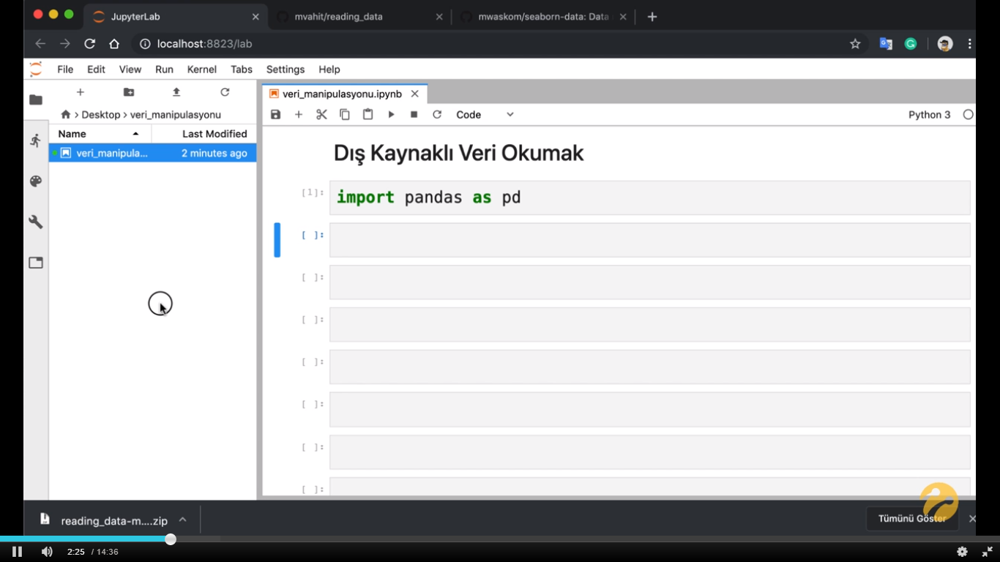 JupyterLab
mvahit/reading_data
mwaskom/seaborn-data: Data
localhost:8823/lab
File Edit View Run Kernel Tabs Settings Help
veri_manipulasyonu.ipynb
Desktop > veri_manipulasyonu
Code
Python 3
Name
Last Modified
veri_manipula...
2 minutes ago
Dış Kaynaklı Veri Okumak
[1]:
import pandas as pd
[ ]:
[ ]:
[ ]:
[ ]:
[ ]:
[ ]:
[ ]:
reading_data-m....zip
Tümünü Göster
2:25 / 14:36